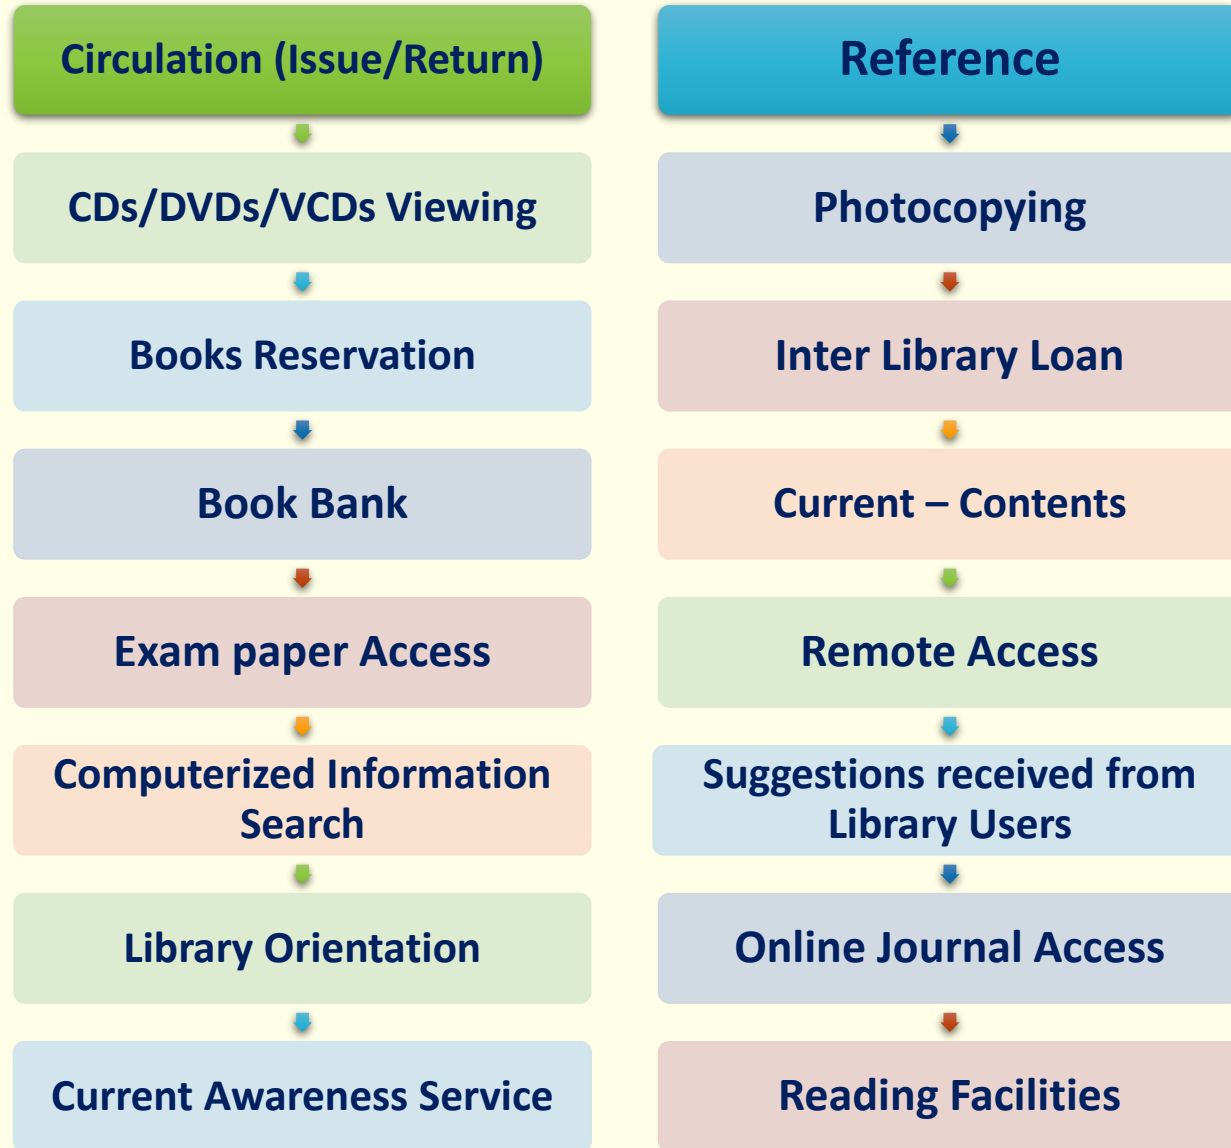 Circulation (Issue/Return)
CDs/DVDs/VCDs Viewing
Books Reservation
Book Bank
Exam paper Access
Computerized Information
Search
Library Orientation
Current Awareness Service
Reference
Photocopying
Inter Library Loan
Current – Contents
Remote Access
Suggestions received from
Library Users
Online Journal Access
Reading Facilities